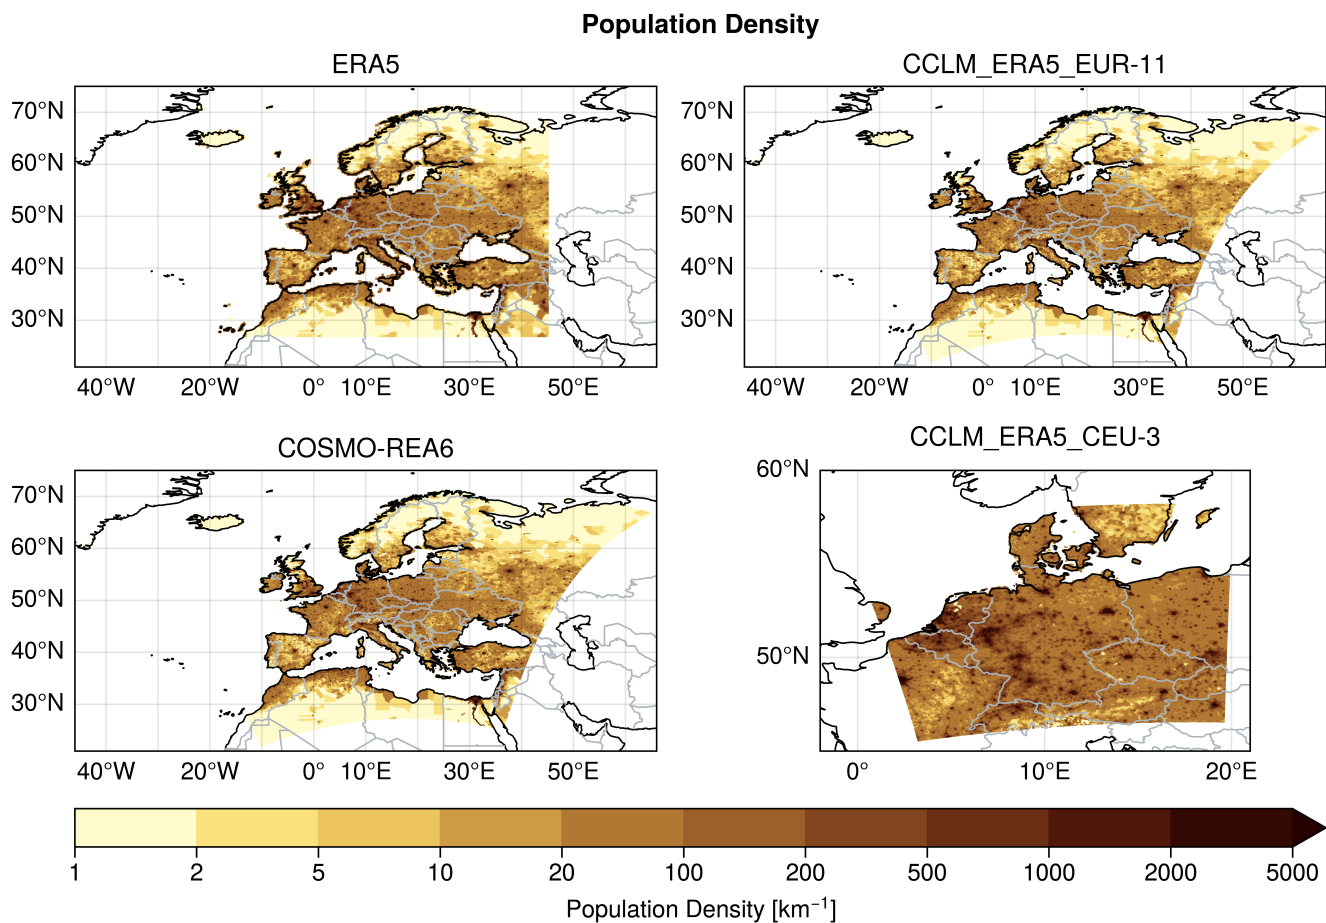 Population Density
ERA5
CCLM_ERA5_EUR-11
70°N
60°N
50°N
40°N
30°N
40°W 20°W 0° 10°E 30°E 50°E
70°N
60°N
50°N
40°N
30°N
40°W 20°W 0° 10°E 30°E 50°E
COSMO-REA6
CCLM_ERA5_CEU-3
70°N
60°N
50°N
40°N
30°N
40°W 20°W 0° 10°E 30°E 50°E
60°N
50°N
0° 10°E 20°E
1 2 5 10 20 100 200 500 1000 2000 5000
Population Density [km⁻¹]